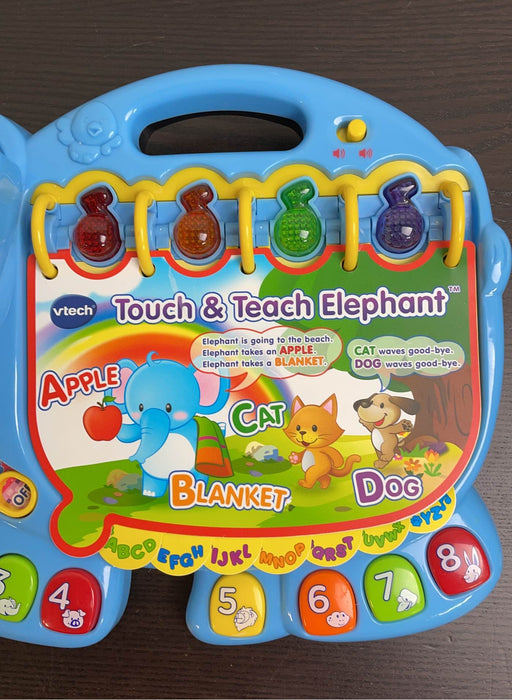 vtech
Touch & Teach Elephant™
Elephant is going to the beach.
Elephant takes an APPLE.
Elephant takes a BLANKET.
CAT waves good-bye.
DOG waves good-bye.
APPLE
CAT
BLANKET
DOG
OFF
ABCD EFGH IJKL MNOP QRST UVWX YZ
3 4 5 6 7 8